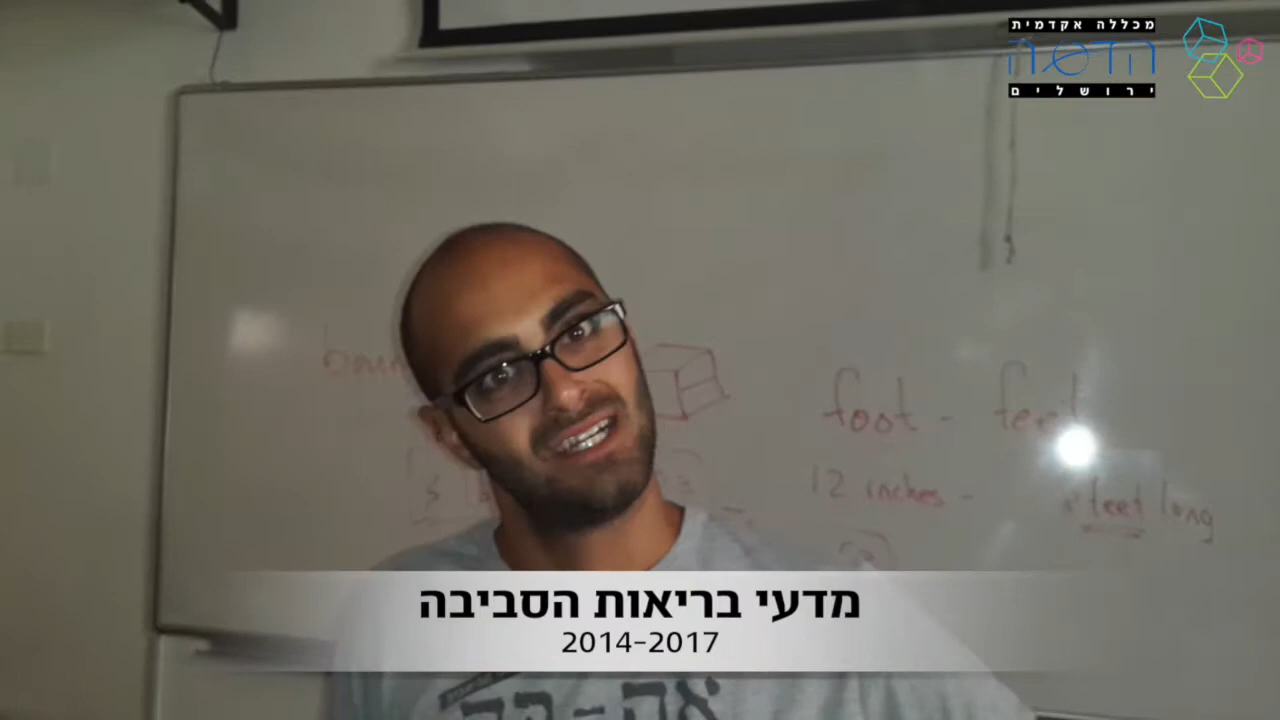 מכללה אקדמית
הדסה
ירושלים
foot - feet
12 inches - feet long
מדעי בריאות הסביבה
2014-2017